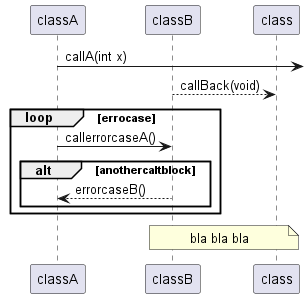 classA classB class
callA(int x)
callBack(void)
loop [errocase]
callerrorcaseA()
alt [anothercaltblock]
errorcaseB()
bla bla bla
classA classB class